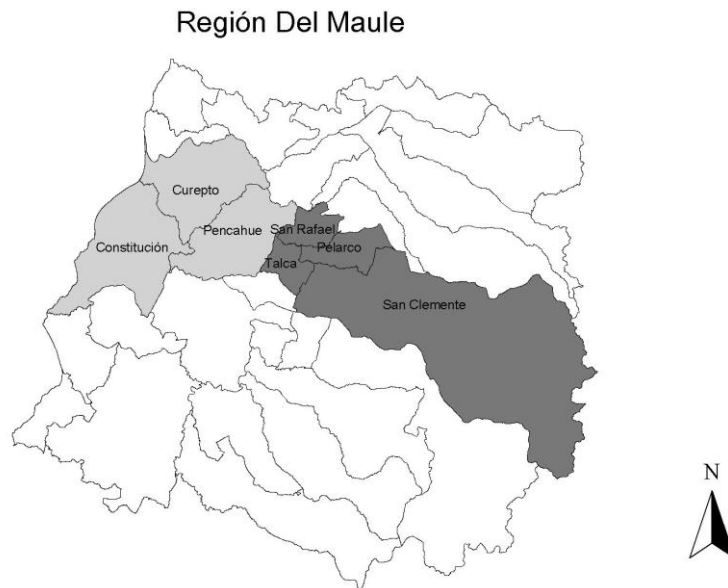 Región Del Maule
Curepto
Pencahue
San Rafael
Constitución
Pelarco
Talca
San Clemente
N